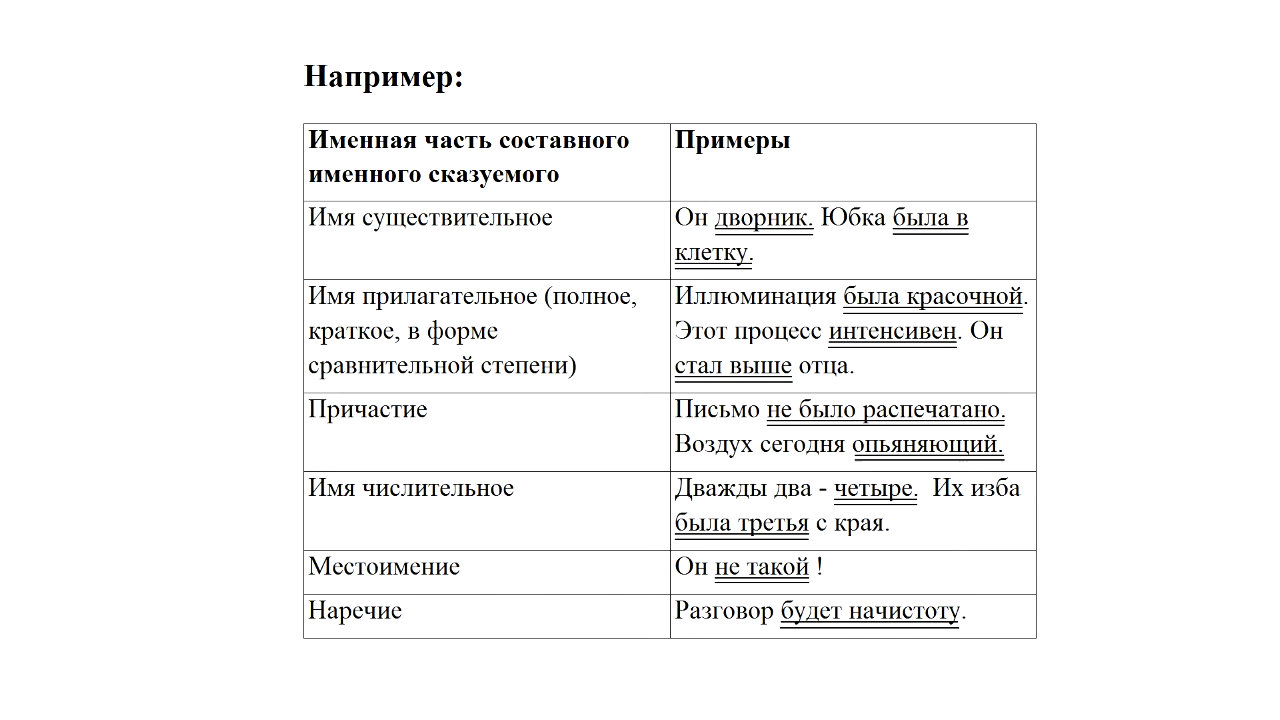 Например:
Именная часть составного
именного сказуемого
Примеры
Имя существительное
Он дворник. Юбка была в
клетку.
Имя прилагательное (полное,
краткое, в форме
сравнительной степени)
Иллюминация была красочной.
Этот процесс интенсивен. Он
стал выше отца.
Причастие
Письмо не было распечатано.
Воздух сегодня опьяняющий.
Имя числительное
Дважды два - четыре. Их изба
была третья с края.
Местоимение
Он не такой !
Наречие
Разговор будет начистоту.